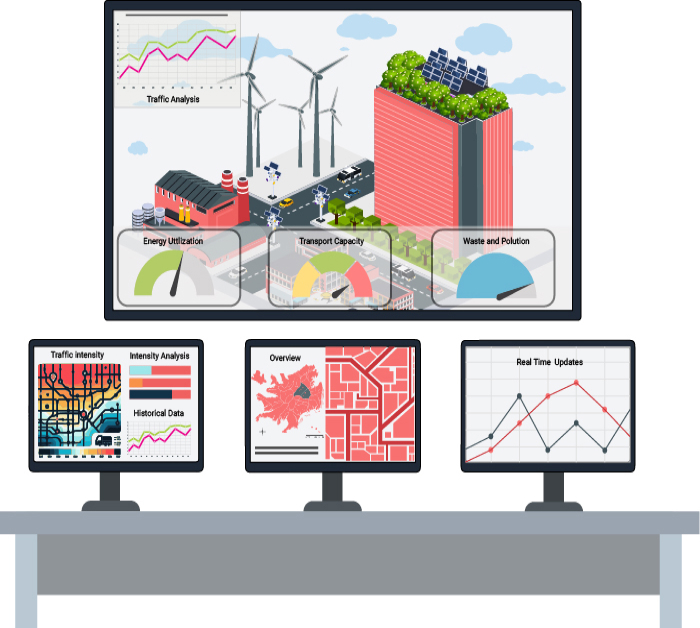 Traffic Analysis
Energy Utilization
Transport Capacity
Waste and Polution
Traffic intensity
Intensity Analysis
Historical Data
Overview
Real Time Updates